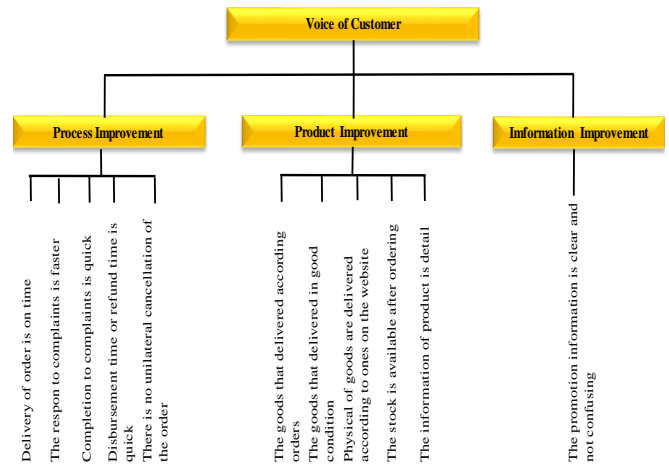 Voice of Customer
Process Improvement
Product Improvement
Imformation Improvement
Delivery of order is on time
The respon to complaints is faster
Completion to complaints is quick
Disbursement time or refund time is
quick
There is no unilateral cancellation of
the order
The goods that delivered according
orders
The goods that delivered in good
condition
Physical of goods are delivered
according to ones on the website
The stock is available after ordering
The information of product is detail
The promotion information is clear and
not confusing